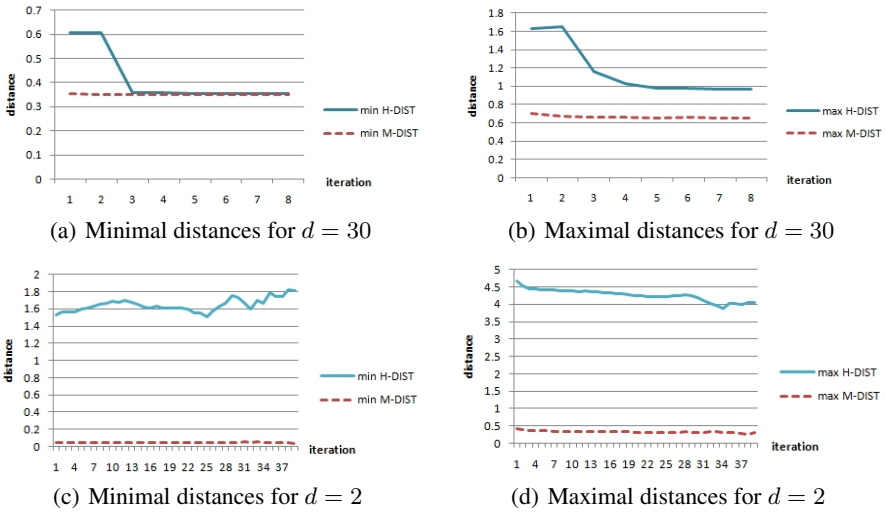 0.7
0.6
0.5
0.4
0.3
0.2
0.1
0
distance
1 2 3 4 5 6 7 8
iteration
min H-DIST
min M-DIST
(a) Minimal distances for d = 30
1.8
1.6
1.4
1.2
1
0.8
0.6
0.4
0.2
0
distance
1 2 3 4 5 6 7 8
iteration
max H-DIST
max M-DIST
(b) Maximal distances for d = 30
2
1.8
1.6
1.4
1.2
1
0.8
0.6
0.4
0.2
0
distance
1 4 7 10 13 16 19 22 25 28 31 34 37
iteration
min H-DIST
min M-DIST
(c) Minimal distances for d = 2
5
4.5
4
3.5
3
2.5
2
1.5
1
0.5
0
distance
1 4 7 10 13 16 19 22 25 28 31 34 37
iteration
max H-DIST
max M-DIST
(d) Maximal distances for d = 2